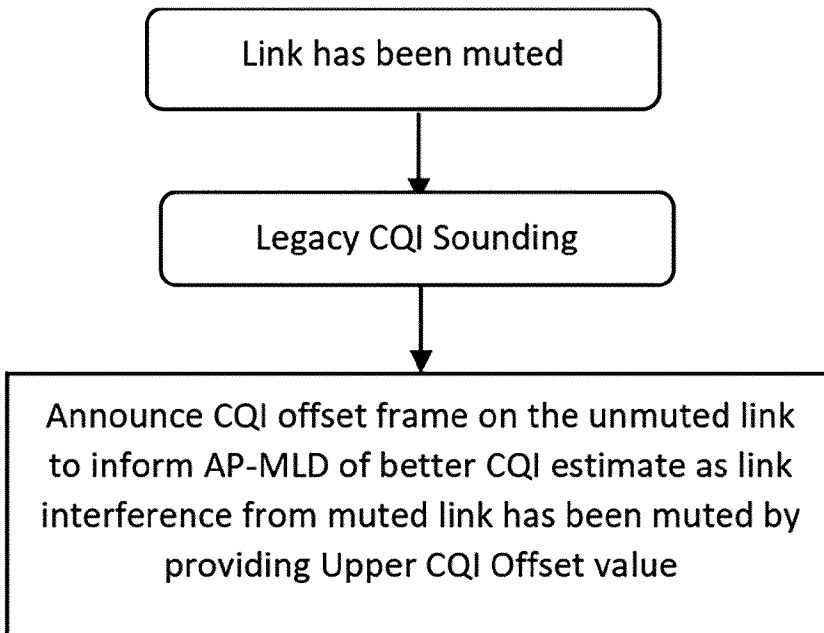 Link has been muted
Legacy CQI Sounding
Announce CQI offset frame on the unmuted link
to inform AP-MLD of better CQI estimate as link
interference from muted link has been muted by
providing Upper CQI Offset value